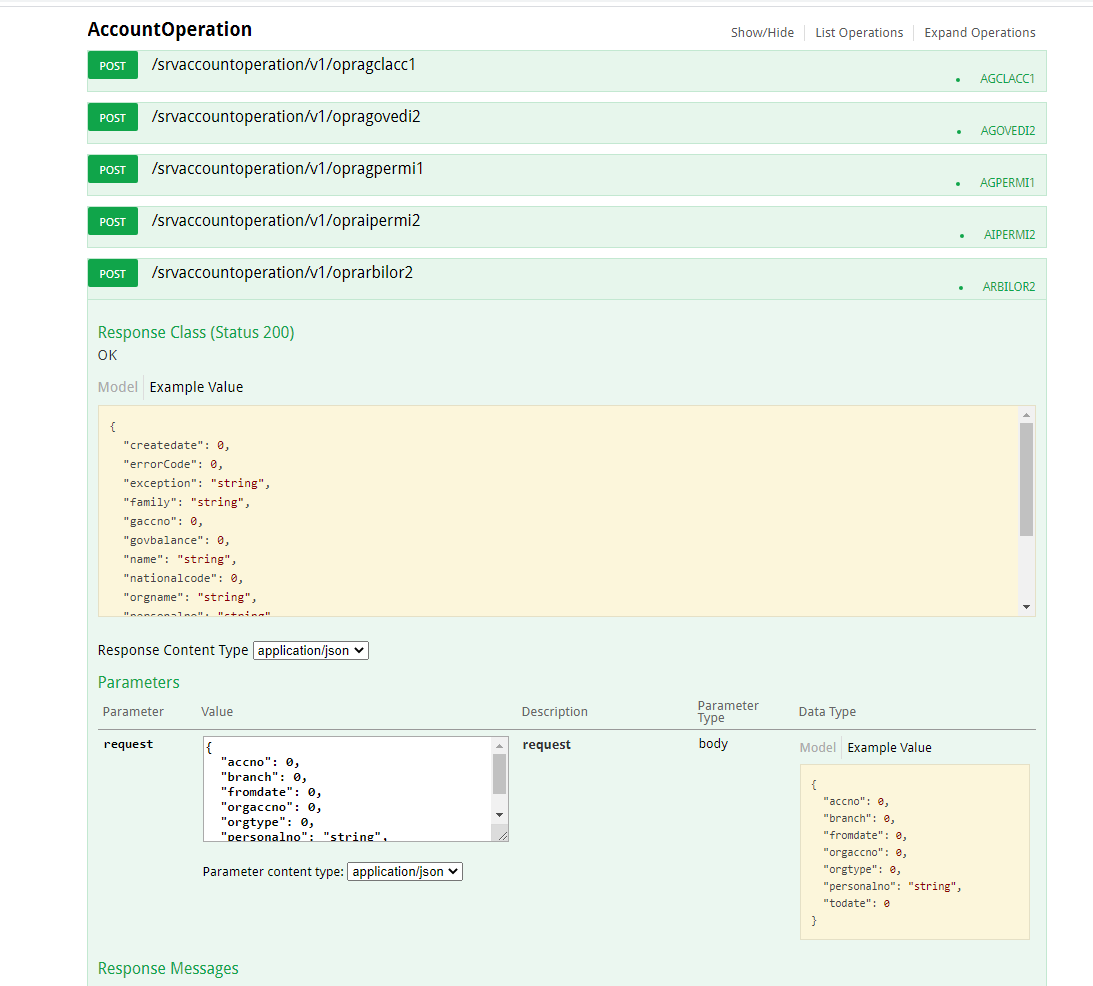 AccountOperation
Show/Hide
List Operations
Expand Operations
POST /srvaccountoperation/v1/opragclacc1
• AGCLACC1
POST /srvaccountoperation/v1/opragovedi2
• AGOVEDI2
POST /srvaccountoperation/v1/opragpermi1
• AGPERMI1
POST /srvaccountoperation/v1/opraipermi2
• AIPERMI2
POST /srvaccountoperation/v1/oprarbilor2
• ARBILOR2
Response Class (Status 200)
OK
Model Example Value
{
"createdate": 0,
"errorCode": 0,
"exception": "string",
"family": "string",
"gaccno": 0,
"govbalance": 0,
"name": "string",
"nationalcode": 0,
"orgname": "string",
"personalno": "string"
Response Content Type application/json
Parameters
Parameter Value Description Parameter Type Data Type
request
{
"accno": 0,
"branch": 0,
"fromdate": 0,
"orgaccno": 0,
"orgtype": 0,
"personalno": "string",
Parameter content type: application/json
request
body
Model Example Value
{
"accno": 0,
"branch": 0,
"fromdate": 0,
"orgaccno": 0,
"orgtype": 0,
"personalno": "string",
"todate": 0
}
Response Messages